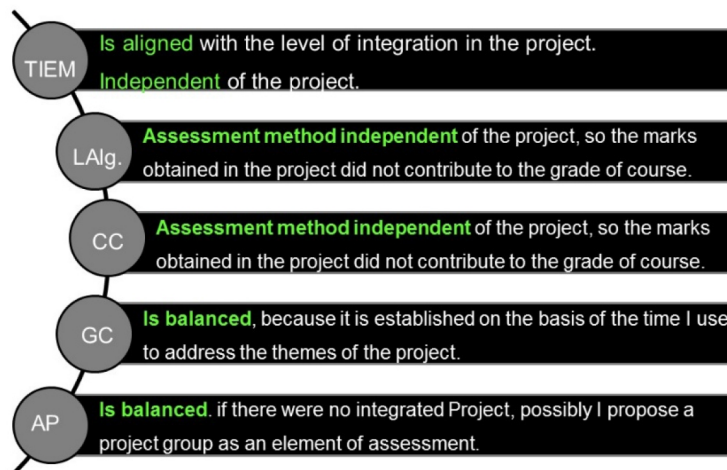 TIEM
Is aligned with the level of integration in the project.
Independent of the project.
LAlg.
Assessment method independent of the project, so the marks
obtained in the project did not contribute to the grade of course.
CC
Assessment method independent of the project, so the marks
obtained in the project did not contribute to the grade of course.
GC
Is balanced, because it is established on the basis of the time I use
to address the themes of the project.
AP
Is balanced. if there were no integrated Project, possibly I propose a
project group as an element of assessment.